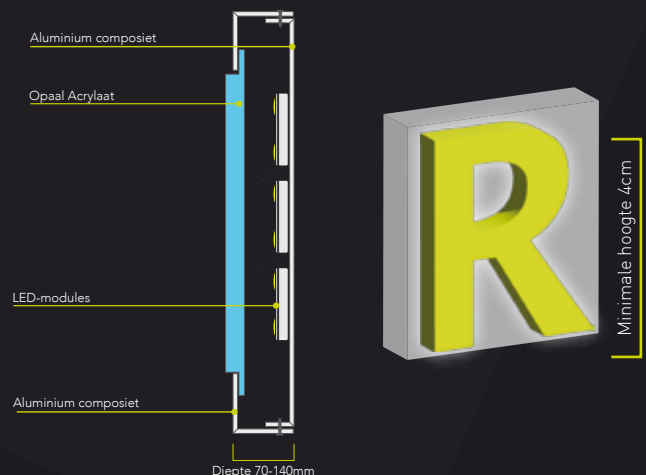 Aluminium composiet
Opaal Acrylaat
LED-modules
Aluminium composiet
Diepte 70-140mm
R
Minimale hoogte 4cm